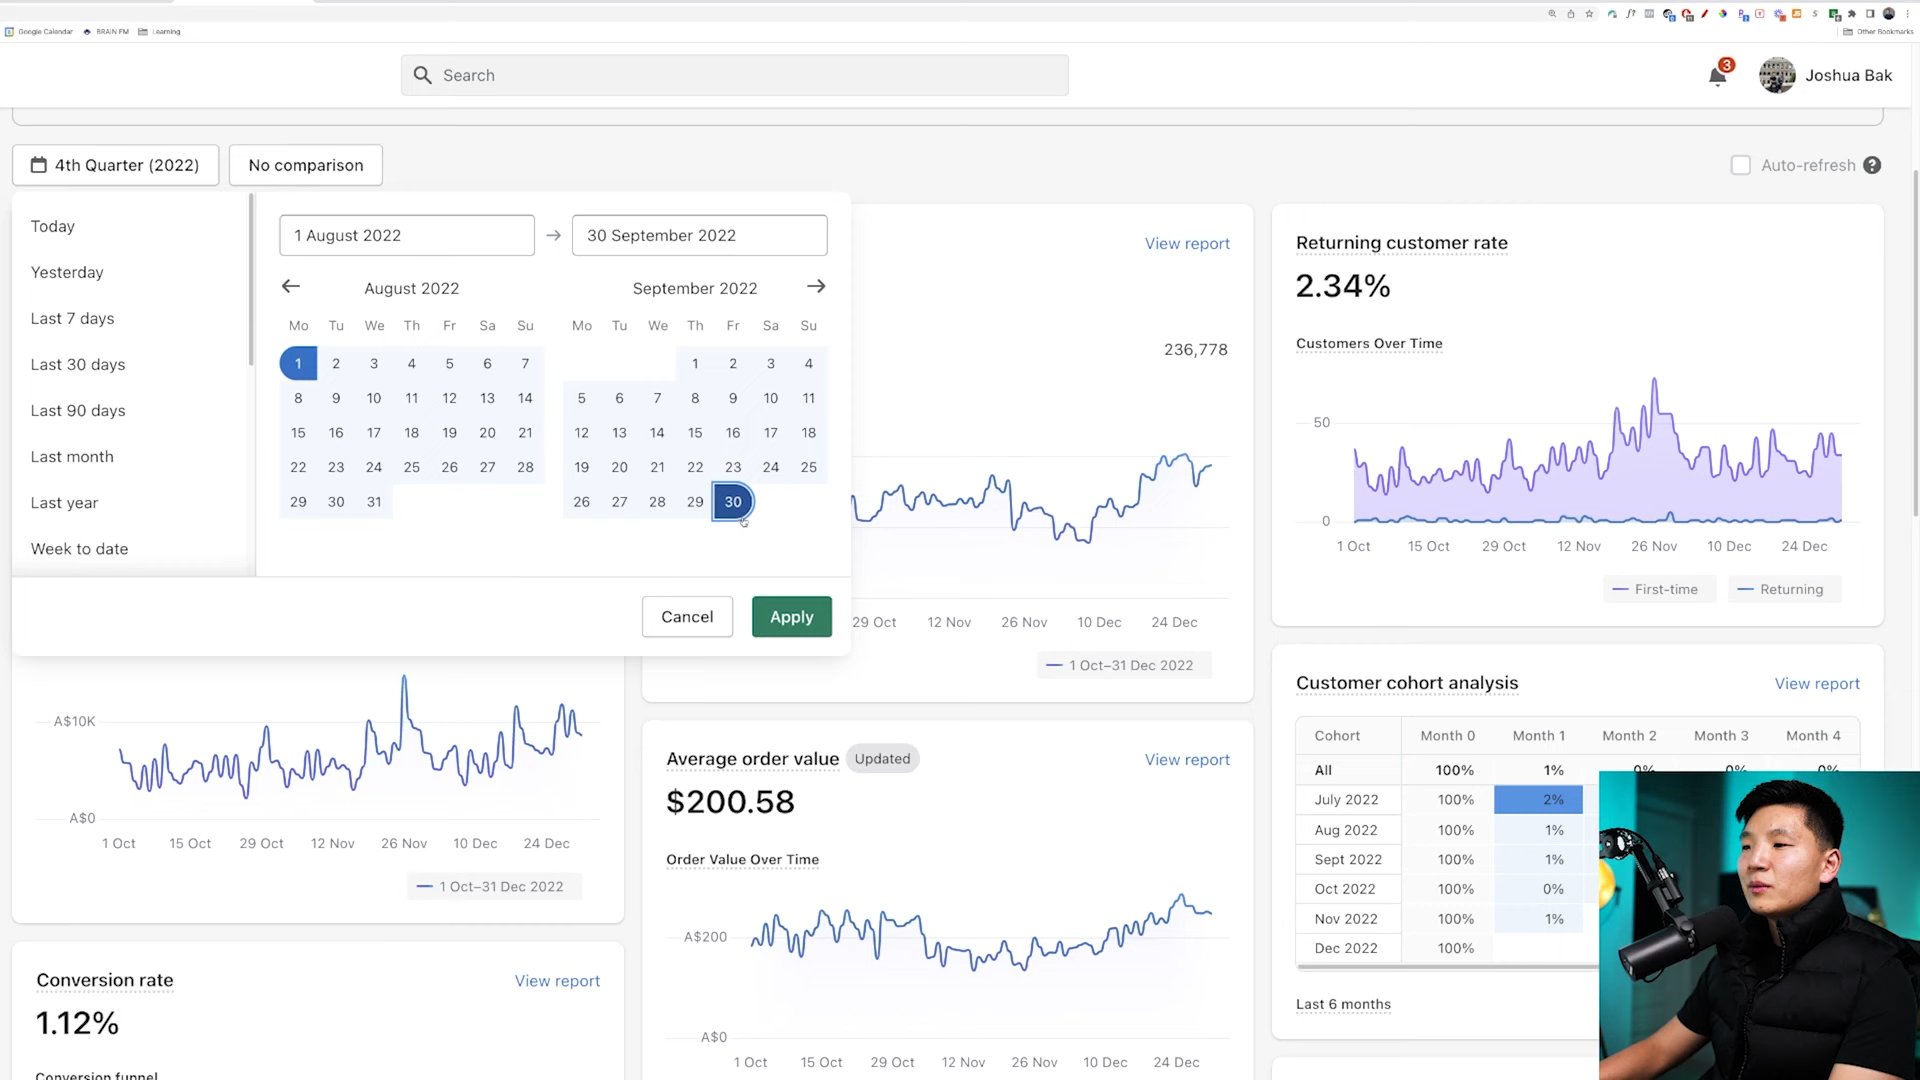 Google Calendar BRAIN FM Learning
Other Bookmarks
Search
3
Joshua Bak
4th Quarter (2022)
No comparison
Auto-refresh
Today
Yesterday
Last 7 days
Last 30 days
Last 90 days
Last month
Last year
Week to date
1 August 2022
30 September 2022
August 2022
Mo Tu We Th Fr Sa Su
1 2 3 4 5 6 7
8 9 10 11 12 13 14
15 16 17 18 19 20 21
22 23 24 25 26 27 28
29 30 31
September 2022
Mo Tu We Th Fr Sa Su
1 2 3 4
5 6 7 8 9 10 11
12 13 14 15 16 17 18
19 20 21 22 23 24 25
26 27 28 29 30
Cancel
Apply
View report
236,778
29 Oct 12 Nov 26 Nov 10 Dec 24 Dec
1 Oct–31 Dec 2022
Returning customer rate
2.34%
Customers Over Time
50
0
1 Oct 15 Oct 29 Oct 12 Nov 26 Nov 10 Dec 24 Dec
First-time
Returning
A$10K
A$0
1 Oct 15 Oct 29 Oct 12 Nov 26 Nov 10 Dec 24 Dec
1 Oct–31 Dec 2022
Average order value
Updated
View report
$200.58
Order Value Over Time
A$200
A$0
1 Oct 15 Oct 29 Oct 12 Nov 26 Nov 10 Dec 24 Dec
Customer cohort analysis
View report
Cohort Month 0 Month 1 Month 2 Month 3 Month 4
All 100% 1% 0% 0% 0%
July 2022 100% 2%
Aug 2022 100% 1%
Sept 2022 100% 1%
Oct 2022 100% 0%
Nov 2022 100% 1%
Dec 2022 100%
Last 6 months
Conversion rate
View report
1.12%
Conversion funnel